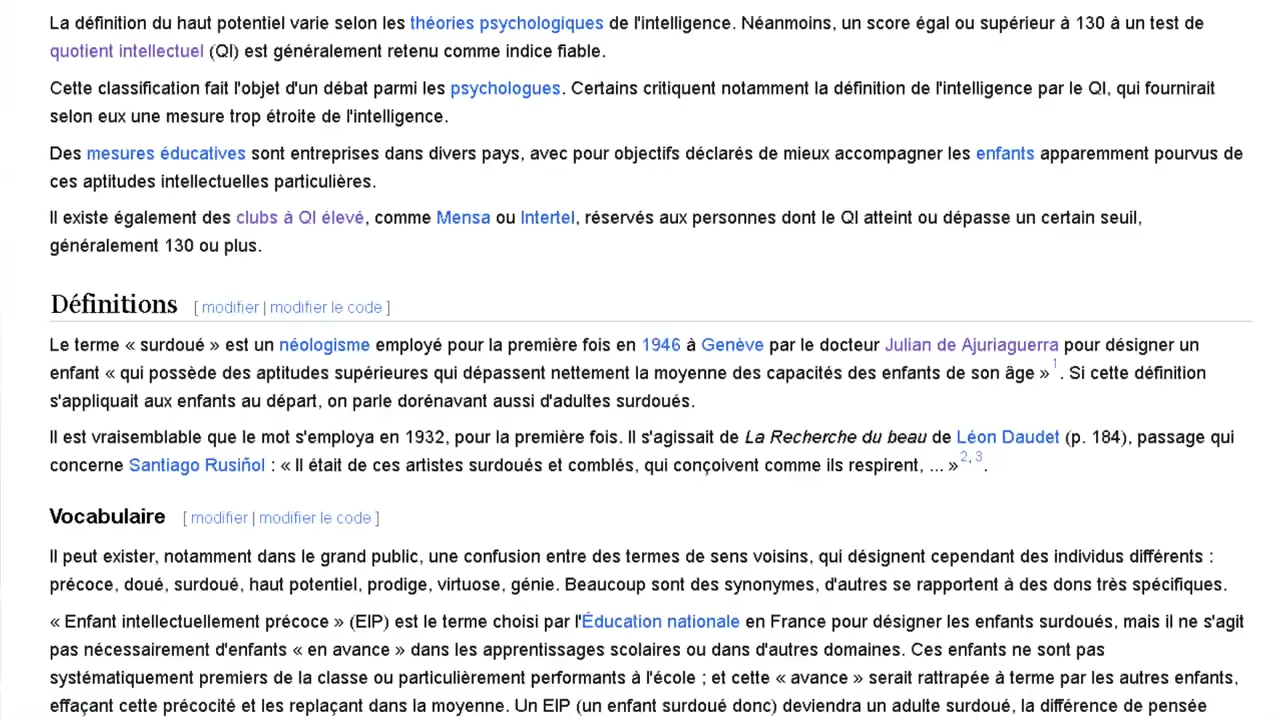 La définition du haut potentiel varie selon les théories psychologiques de l'intelligence. Néanmoins, un score égal ou supérieur à 130 à un test de
quotient intellectuel (QI) est généralement retenu comme indice fiable.
Cette classification fait l'objet d'un débat parmi les psychologues. Certains critiquent notamment la définition de l'intelligence par le QI, qui fournirait
selon eux une mesure trop étroite de l'intelligence.
Des mesures éducatives sont entreprises dans divers pays, avec pour objectifs déclarés de mieux accompagner les enfants apparemment pourvus de
ces aptitudes intellectuelles particulières.
Il existe également des clubs à QI élevé, comme Mensa ou Intertel, réservés aux personnes dont le QI atteint ou dépasse un certain seuil,
généralement 130 ou plus.
Définitions [ modifier | modifier le code ]
Le terme « surdoué » est un néologisme employé pour la première fois en 1946 à Genève par le docteur Julian de Ajuriaguerra pour désigner un
enfant « qui possède des aptitudes supérieures qui dépassent nettement la moyenne des capacités des enfants de son âge »1. Si cette définition
s'appliquait aux enfants au départ, on parle dorénavant aussi d'adultes surdoués.
Il est vraisemblable que le mot s'employa en 1932, pour la première fois. Il s'agissait de La Recherche du beau de Léon Daudet (p. 184), passage qui
concerne Santiago Rusiñol : « Il était de ces artistes surdoués et comblés, qui conçoivent comme ils respirent, ... »2, 3.
Vocabulaire [ modifier | modifier le code ]
Il peut exister, notamment dans le grand public, une confusion entre des termes de sens voisins, qui désignent cependant des individus différents :
précoce, doué, surdoué, haut potentiel, prodige, virtuose, génie. Beaucoup sont des synonymes, d'autres se rapportent à des dons très spécifiques.
« Enfant intellectuellement précoce » (EIP) est le terme choisi par l'Éducation nationale en France pour désigner les enfants surdoués, mais il ne s'agit
pas nécessairement d'enfants « en avance » dans les apprentissages scolaires ou dans d'autres domaines. Ces enfants ne sont pas
systématiquement premiers de la classe ou particulièrement performants à l'école ; et cette « avance » serait rattrapée à terme par les autres enfants,
effaçant cette précocité et les replaçant dans la moyenne. Un EIP (un enfant surdoué donc) deviendra un adulte surdoué, la différence de pensée